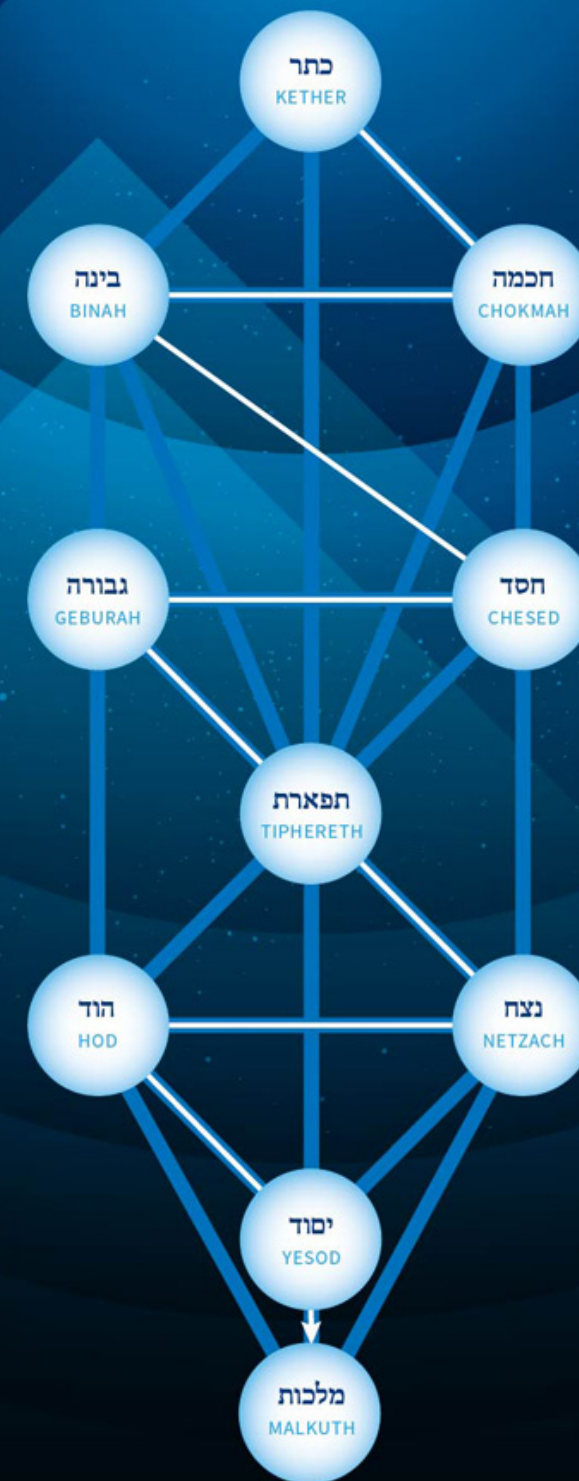 כתר
KETHER
בינה
BINAH
חכמה
CHOKMAH
גבורה
GEBURAH
חסד
CHESED
תפארת
TIPHERETH
הוד
HOD
נצח
NETZACH
יסוד
YESOD
מלכות
MALKUTH